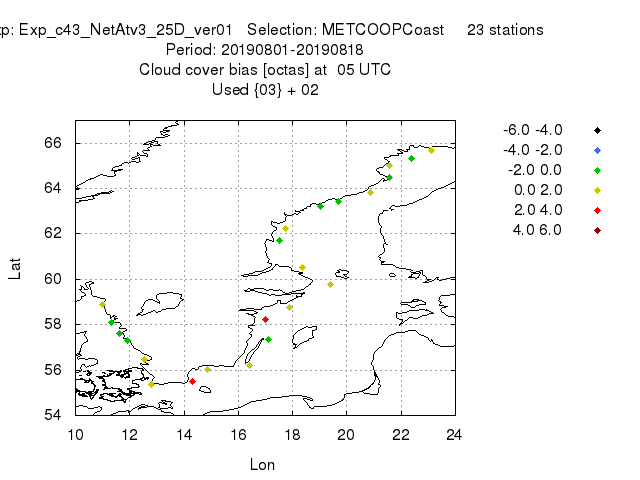 p: Exp_c43_NetAtv3_25D_ver01 Selection: METCOOPCoast 23 stations
Period: 20190801-20190818
Cloud cover bias [octas] at 05 UTC
Used {03} + 02
-6.0 -4.0
-4.0 -2.0
-2.0 0.0
0.0 2.0
2.0 4.0
4.0 6.0
66
64
62
60
58
56
54
Lat
10 12 14 16 18 20 22 24
Lon